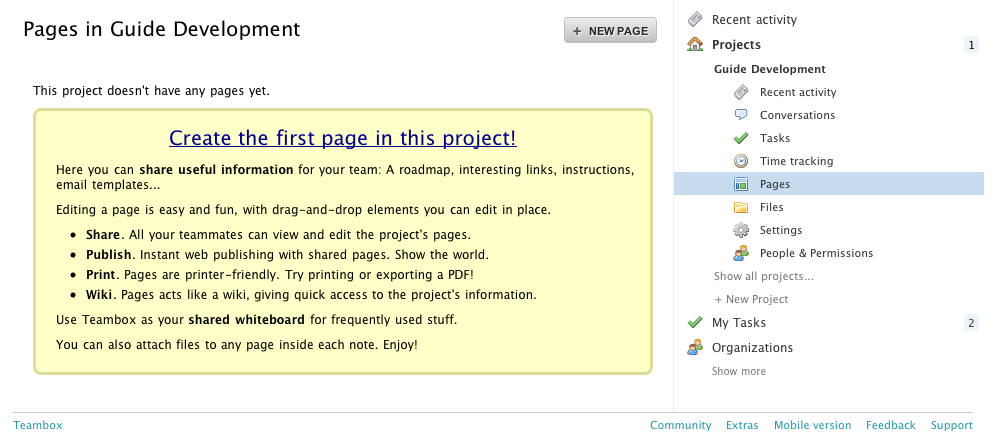 Pages in Guide Development
+ NEW PAGE
This project doesn't have any pages yet.
Create the first page in this project!
Here you can share useful information for your team: A roadmap, interesting links, instructions,
email templates...
Editing a page is easy and fun, with drag-and-drop elements you can edit in place.
• Share. All your teammates can view and edit the project's pages.
• Publish. Instant web publishing with shared pages. Show the world.
• Print. Pages are printer-friendly. Try printing or exporting a PDF!
• Wiki. Pages acts like a wiki, giving quick access to the project's information.
Use Teambox as your shared whiteboard for frequently used stuff.
You can also attach files to any page inside each note. Enjoy!
Recent activity
Projects 1
Guide Development
Recent activity
Conversations
Tasks
Time tracking
Pages
Files
Settings
People & Permissions
Show all projects...
+ New Project
My Tasks 2
Organizations
Show more
Teambox
Community Extras Mobile version Feedback Support